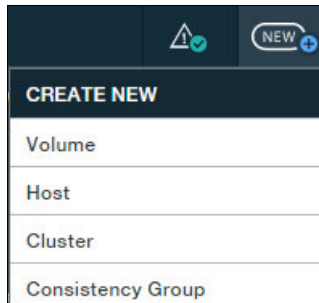 NEW
CREATE NEW
Volume
Host
Cluster
Consistency Group